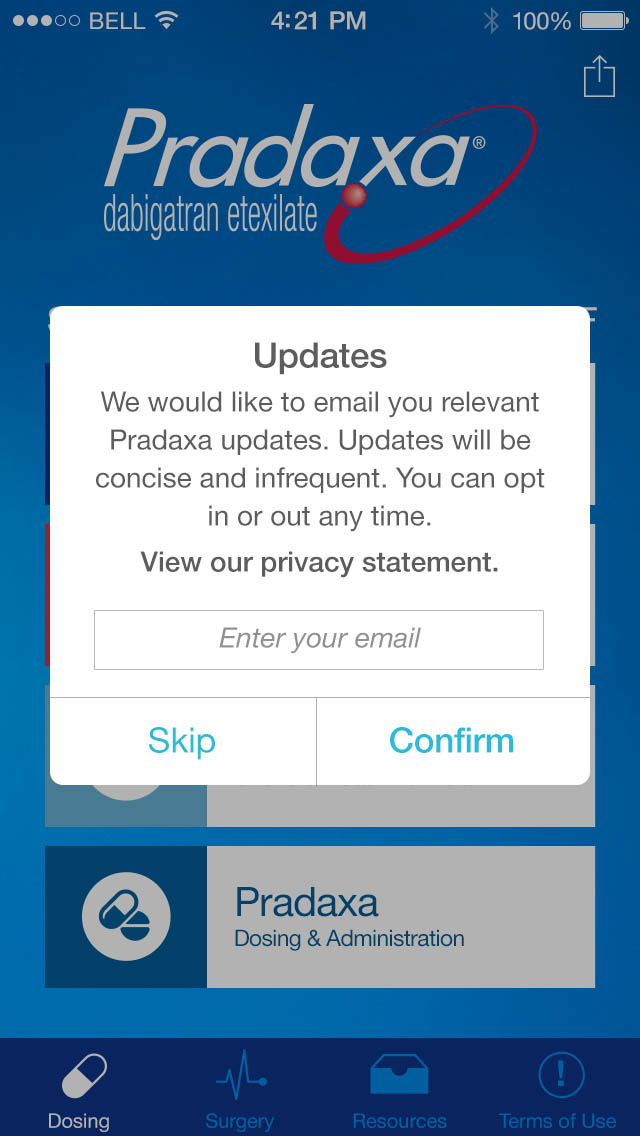 BELL 4:21 PM 100%
Pradaxa®
dabigatran etexilate
Updates
We would like to email you relevant
Pradaxa updates. Updates will be
concise and infrequent. You can opt
in or out any time.
View our privacy statement.
Enter your email
Skip Confirm
Pradaxa
Dosing & Administration
Dosing Surgery Resources Terms of Use